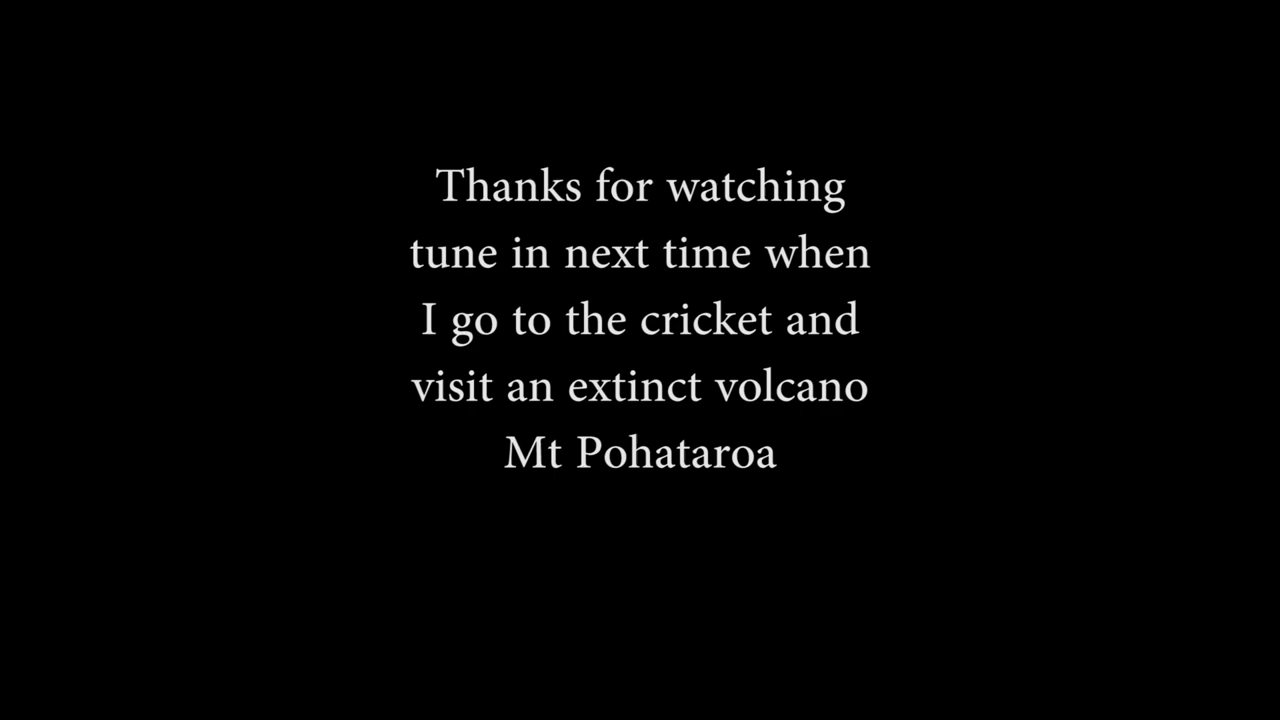 Thanks for watching
tune in next time when
I go to the cricket and
visit an extinct volcano
Mt Pohataroa